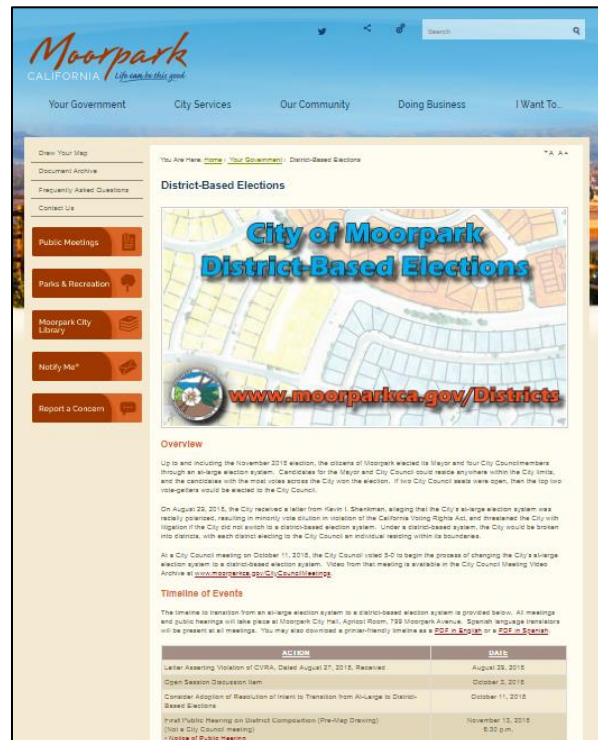 Moorpark
CALIFORNIA Life can be this good
Search
Your Government City Services Our Community Doing Business I Want To...
Draw Your Map
Document Archive
Frequently Asked Questions
Contact Us
Public Meetings
Parks & Recreation
Moorpark City
Library
Notify Me®
Report a Concern
You Are Here: Home › Your Government › District-Based Elections
-A A+
District-Based Elections
City of Moorpark
District-Based Elections
www.moorparkca.gov/Districts
Overview
Up to and including the November 2016 election, the citizens of Moorpark elected its Mayor and four City Councilmembers
through an at-large election system. Candidates for the Mayor and City Council could reside anywhere within the City limits,
and the candidates with the most votes across the City won the election. If two City Council seats were open, then the top two
vote-getters would be elected to the City Council.
On August 29, 2018, the City received a letter from Kevin I. Shenkman, alleging that the City's at-large election system was
racially polarized, resulting in minority vote dilution in violation of the California Voting Rights Act, and threatened the City with
litigation if the City did not switch to a district-based election system. Under a district-based system, the City would be broken
into districts, with each district electing to the City Council an individual residing within its boundaries.
At a City Council meeting on October 11, 2018, the City Council voted 5-0 to begin the process of changing the City's at-large
election system to a district-based election system. Video from that meeting is available in the City Council Meeting Video
Archive at www.moorparkca.gov/CityCouncilMeetings.
Timeline of Events
The timeline to transition from an at-large election system to a district-based election system is provided below. All meetings
and public hearings will take place at Moorpark City Hall, Apricot Room, 799 Moorpark Avenue. Spanish language translators
will be present at all meetings. You may also download a printer-friendly timeline as a PDF in English or a PDF in Spanish.
ACTION DATE
Letter Asserting Violation of CVRA, Dated August 27, 2018, Received August 29, 2018
Open Session Discussion Item October 3, 2018
Consider Adoption of Resolution of Intent to Transition from At-Large to District- October 11, 2018
Based Elections
First Public Hearing on District Composition (Pre-Map Drawing) November 13, 2018
(Not a City Council meeting) 6:30 p.m.
• Notice of Public Hearing